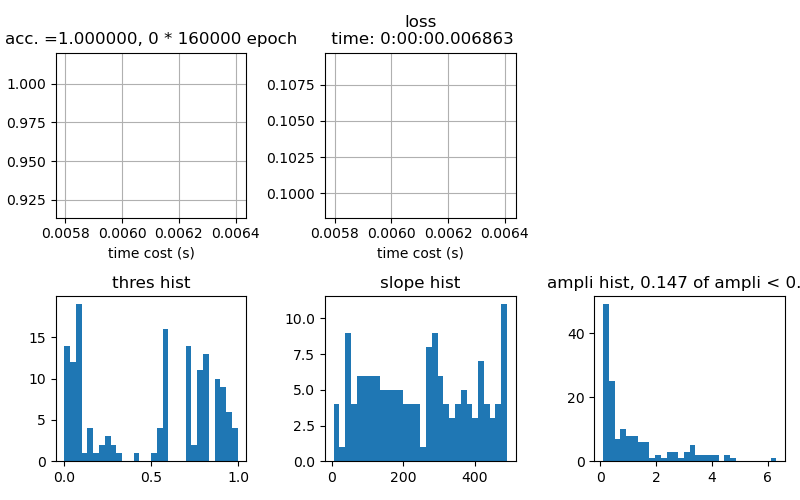 acc. =1.000000, 0 * 160000 epoch
loss
time: 0:00:00.006863
1.000
0.975
0.950
0.925
0.0058 0.0060 0.0062 0.0064
time cost (s)
0.1075
0.1050
0.1025
0.1000
0.0058 0.0060 0.0062 0.0064
time cost (s)
thres hist
15
10
5
0
0.0 0.5 1.0
slope hist
10.0
7.5
5.0
2.5
0.0
0 200 400
ampli hist, 0.147 of ampli < 0.
40
20
0
0 2 4 6